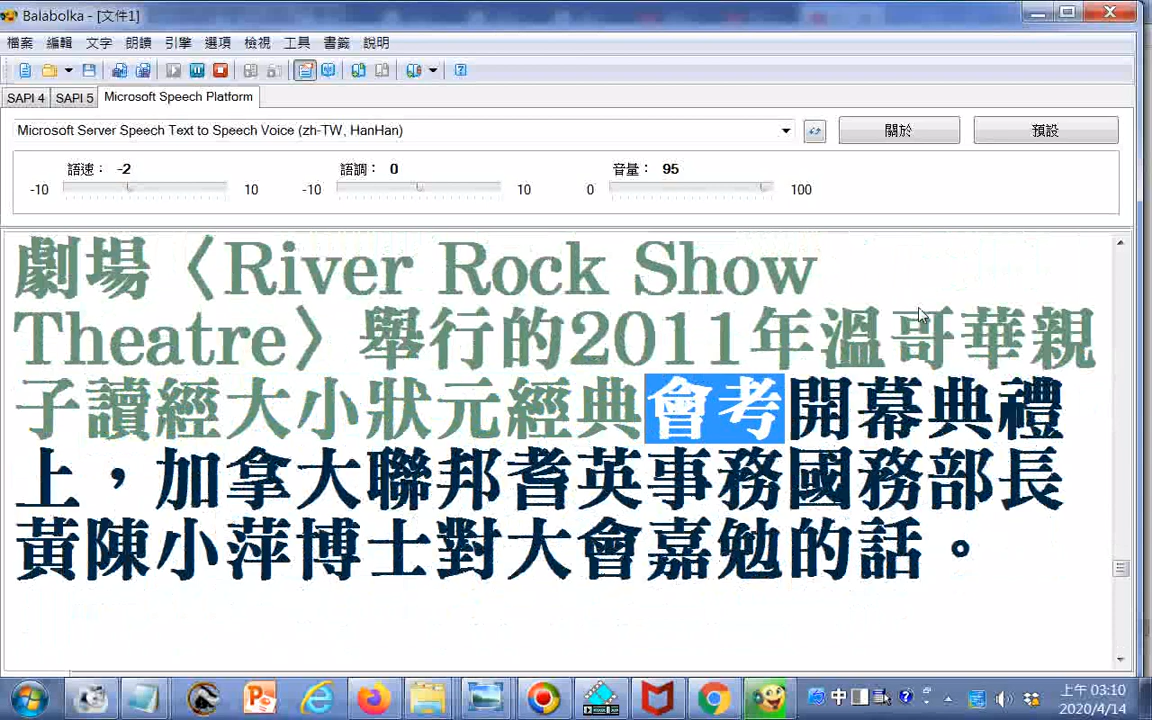 Balabolka - [文件1]
檔案 編輯 文字 朗讀 引擎 選項 檢視 工具 書籤 說明
SAPI 4 SAPI 5 Microsoft Speech Platform
Microsoft Server Speech Text to Speech Voice (zh-TW, HanHan) 關於 預設
語速： -2 語調： 0 音量： 95
-10 10 -10 10 0 100
劇場〈River Rock Show
Theatre〉舉行的2011年溫哥華親
子讀經大小狀元經典會考開幕典禮
上，加拿大聯邦耆英事務國務部長
黃陳小萍博士對大會嘉勉的話。
中 上午 03:10
2020/4/14